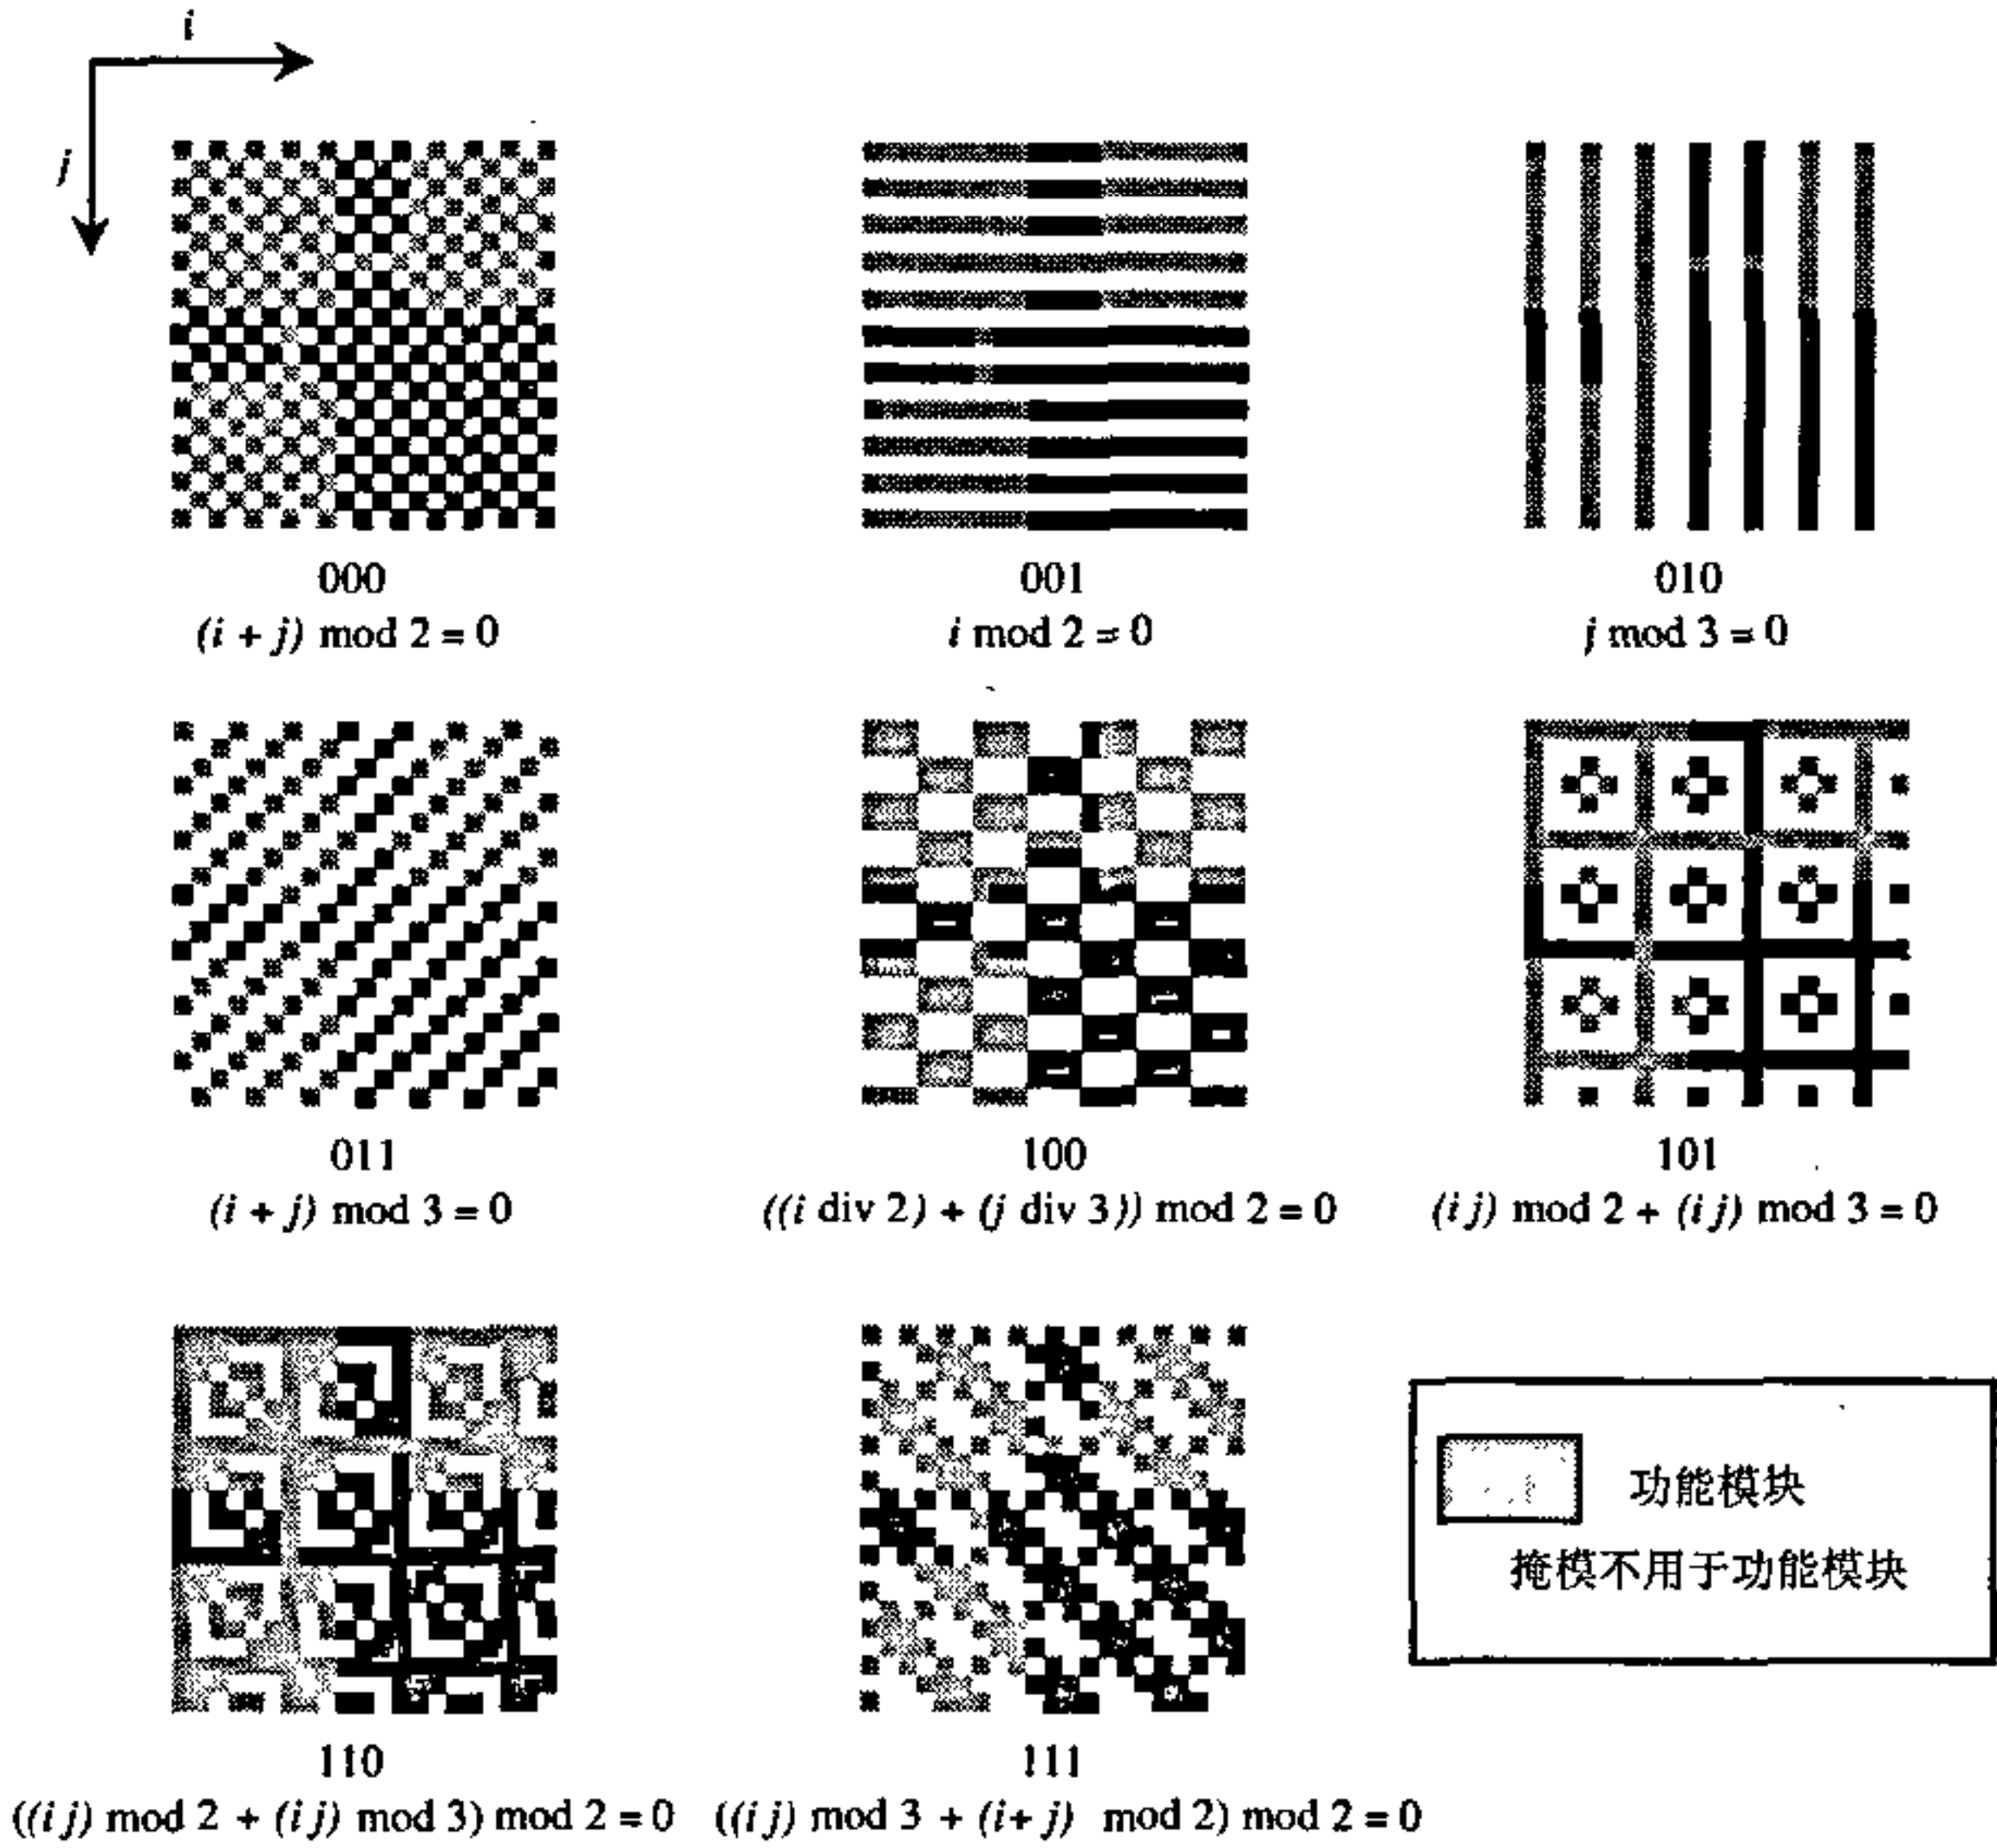 i
j
000
(i + j) mod 2 = 0
001
i mod 2 = 0
010
j mod 3 = 0
011
(i + j) mod 3 = 0
100
((i div 2) + (j div 3)) mod 2 = 0
101
(i j) mod 2 + (i j) mod 3 = 0
110
((i j) mod 2 + (i j) mod 3) mod 2 = 0
111
((i j) mod 3 + (i+ j) mod 2) mod 2 = 0
功能模块
掩模不用于功能模块